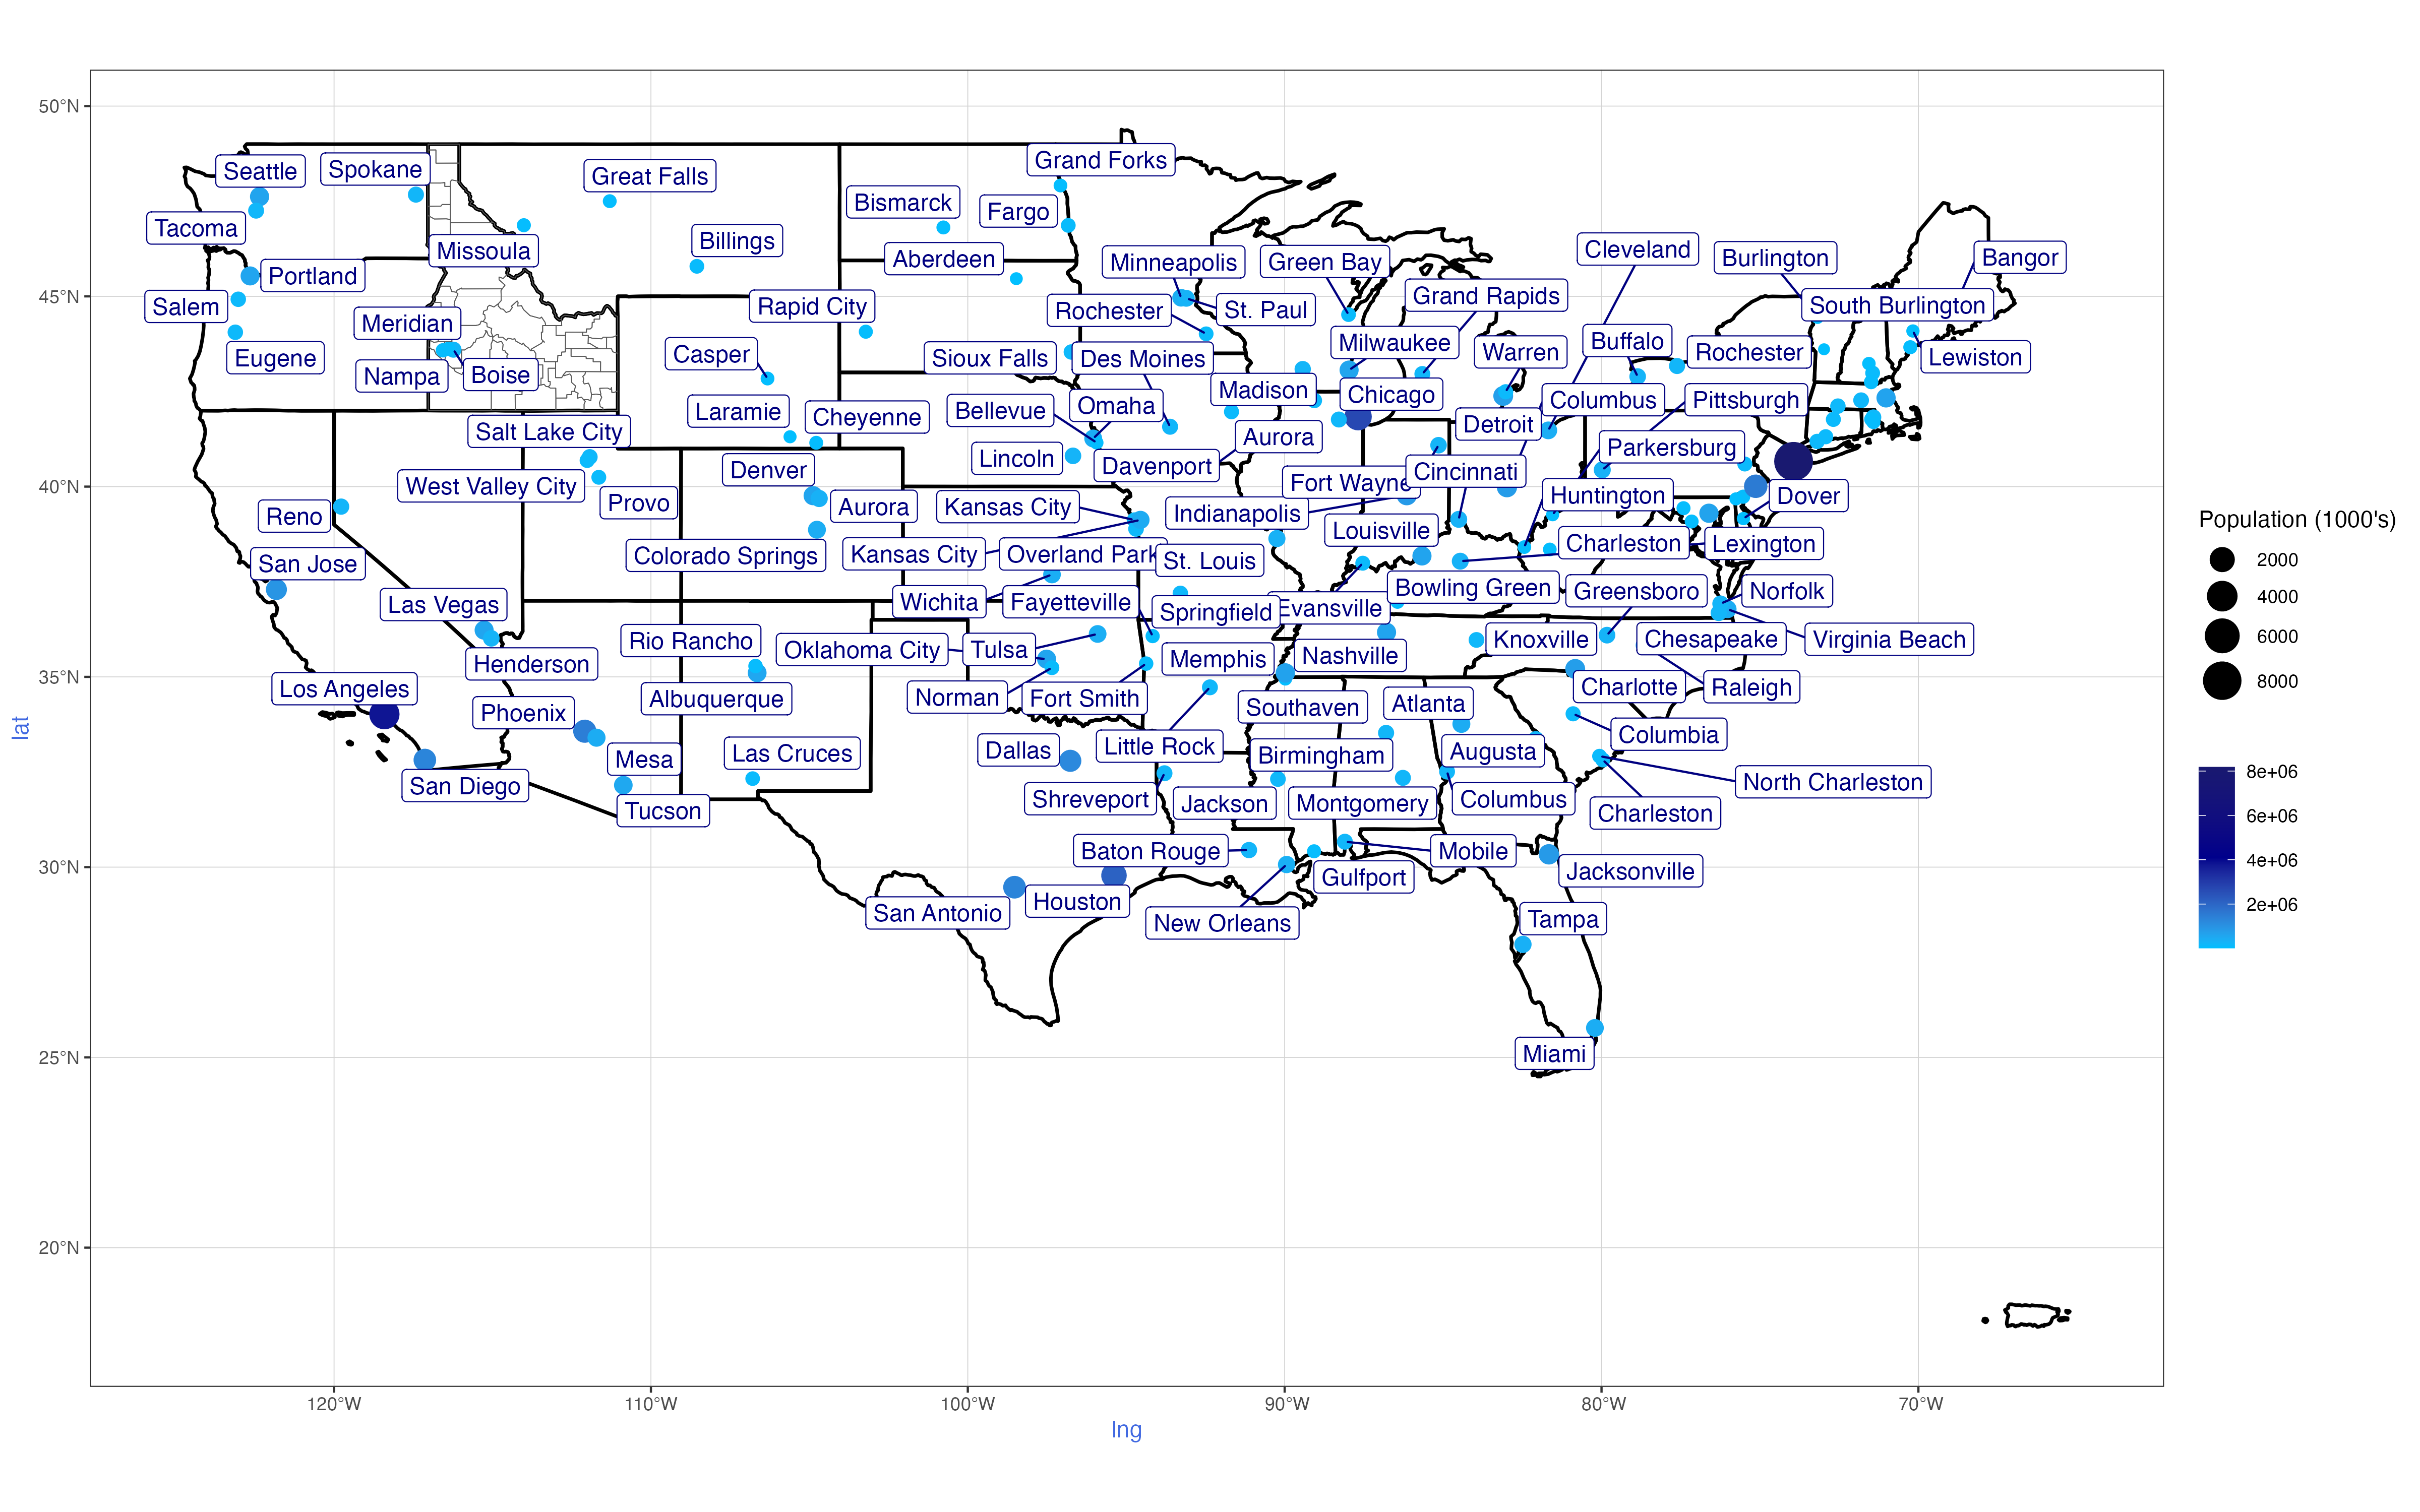 50°N
45°N
40°N
35°N
30°N
25°N
20°N
lat
120°W
110°W
100°W
90°W
80°W
70°W
lng
Grand Forks
Seattle
Spokane
Great Falls
Bismarck
Fargo
Tacoma
Missoula
Billings
Aberdeen
Minneapolis
Green Bay
Cleveland
Burlington
Bangor
Portland
Salem
Rapid City
Rochester
St. Paul
Grand Rapids
South Burlington
Meridian
Eugene
Nampa
Boise
Casper
Sioux Falls
Des Moines
Milwaukee
Warren
Buffalo
Rochester
Lewiston
Laramie
Cheyenne
Bellevue
Omaha
Madison
Chicago
Columbus
Pittsburgh
Salt Lake City
Lincoln
Davenport
Aurora
Detroit
Parkersburg
West Valley City
Provo
Denver
Aurora
Kansas City
Fort Wayne
Cincinnati
Huntington
Dover
Reno
Indianapolis
Louisville
San Jose
Colorado Springs
Kansas City
Overland Park
St. Louis
Charleston
Lexington
Las Vegas
Wichita
Fayetteville
Springfield
Evansville
Bowling Green
Greensboro
Norfolk
Henderson
Rio Rancho
Oklahoma City
Tulsa
Memphis
Nashville
Knoxville
Chesapeake
Virginia Beach
Los Angeles
Phoenix
Albuquerque
Norman
Fort Smith
Southaven
Atlanta
Charlotte
Raleigh
San Diego
Mesa
Tucson
Las Cruces
Dallas
Little Rock
Birmingham
Augusta
Columbia
Shreveport
Jackson
Montgomery
Columbus
Charleston
North Charleston
Baton Rouge
Mobile
Gulfport
Jacksonville
San Antonio
Houston
New Orleans
Tampa
Miami
Population (1000's)
2000
4000
6000
8000
8e+06
6e+06
4e+06
2e+06